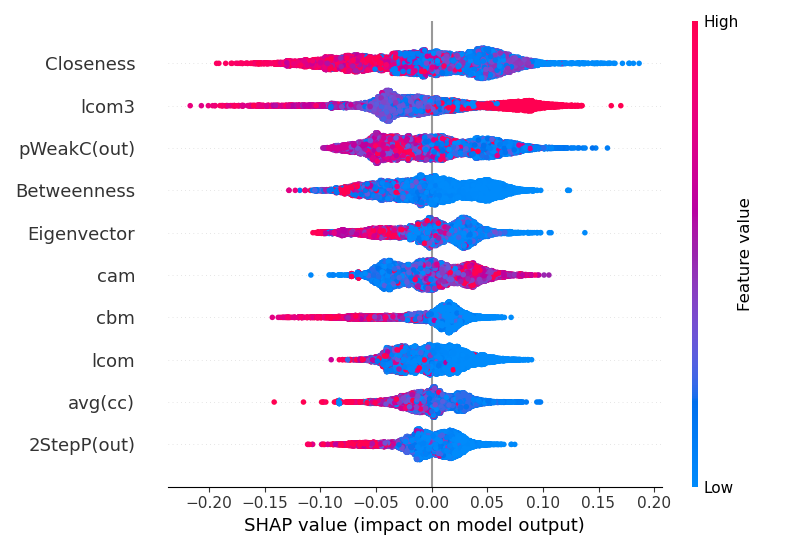 High
Closeness
lcom3
pWeakC(out)
Betweenness
Eigenvector
cam
cbm
lcom
avg(cc)
2StepP(out)
Feature value
Low
−0.20 −0.15 −0.10 −0.05 0.00 0.05 0.10 0.15 0.20
SHAP value (impact on model output)